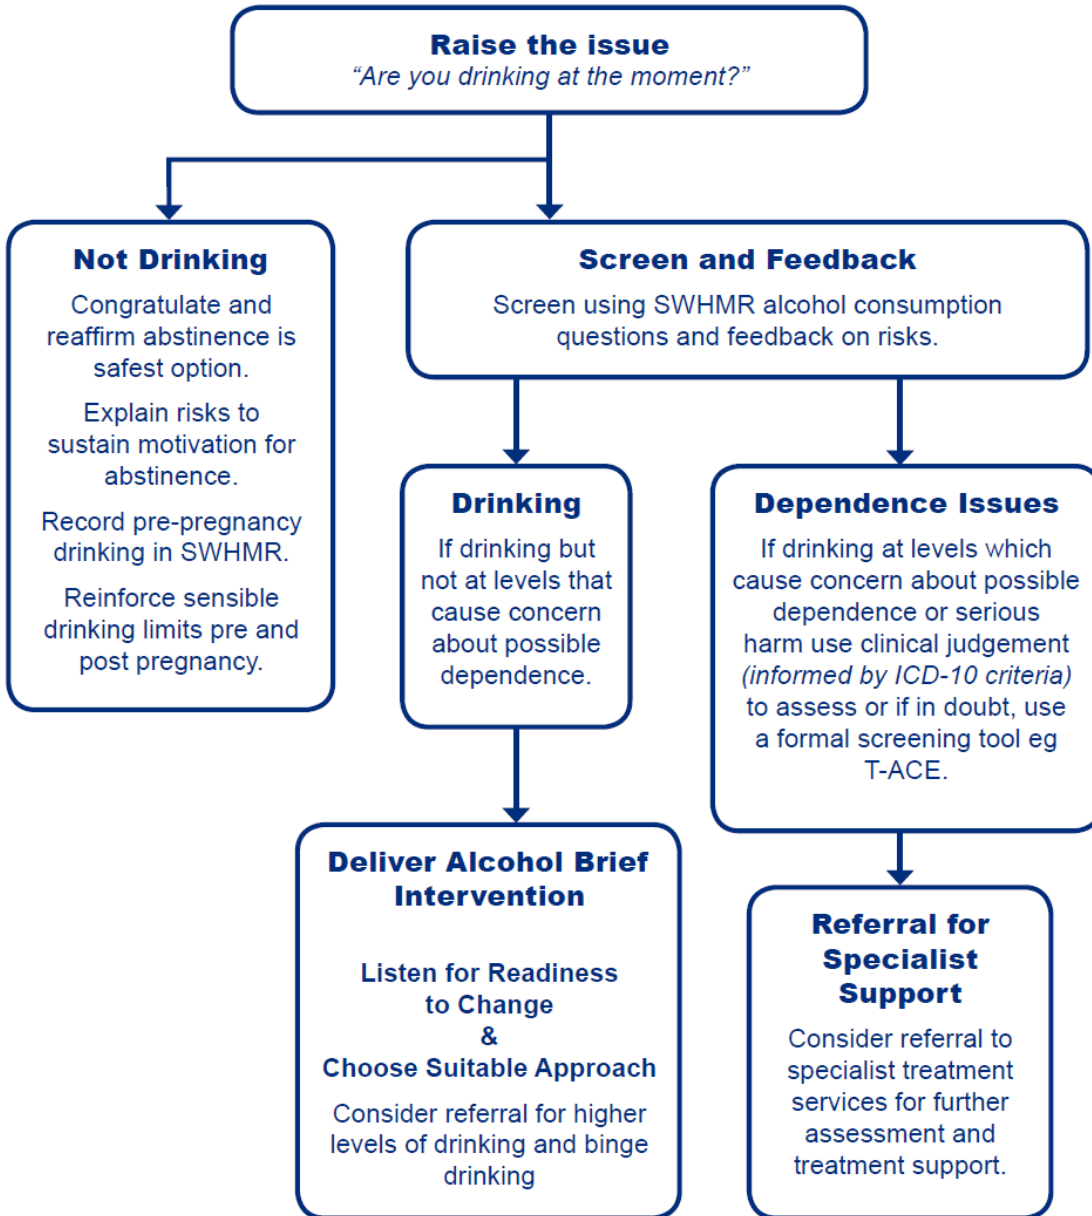 Raise the issue
“Are you drinking at the moment?”
Not Drinking
Congratulate and
reaffirm abstinence is
safest option.
Explain risks to
sustain motivation for
abstinence.
Record pre-pregnancy
drinking in SWHMR.
Reinforce sensible
drinking limits pre and
post pregnancy.
Screen and Feedback
Screen using SWHMR alcohol consumption
questions and feedback on risks.
Drinking
If drinking but
not at levels that
cause concern
about possible
dependence.
Dependence Issues
If drinking at levels which
cause concern about possible
dependence or serious
harm use clinical judgement
(informed by ICD-10 criteria)
to assess or if in doubt, use
a formal screening tool eg
T-ACE.
Deliver Alcohol Brief
Intervention
Listen for Readiness
to Change
&
Choose Suitable Approach
Consider referral for higher
levels of drinking and binge
drinking
Referral for
Specialist
Support
Consider referral to
specialist treatment
services for further
assessment and
treatment support.